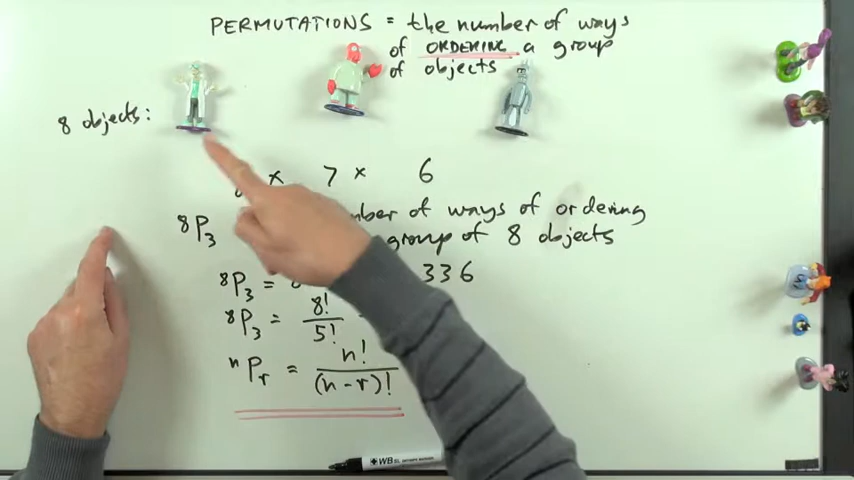 PERMUTATIONS = the number of ways
of ORDERING a group
of objects
8 objects:
x 7 x 6
8P3 of ways of ordering
group of 8 objects
8P3 = 336
8P3 = 8!/5!
nPr = n!/(n-r)!
WB